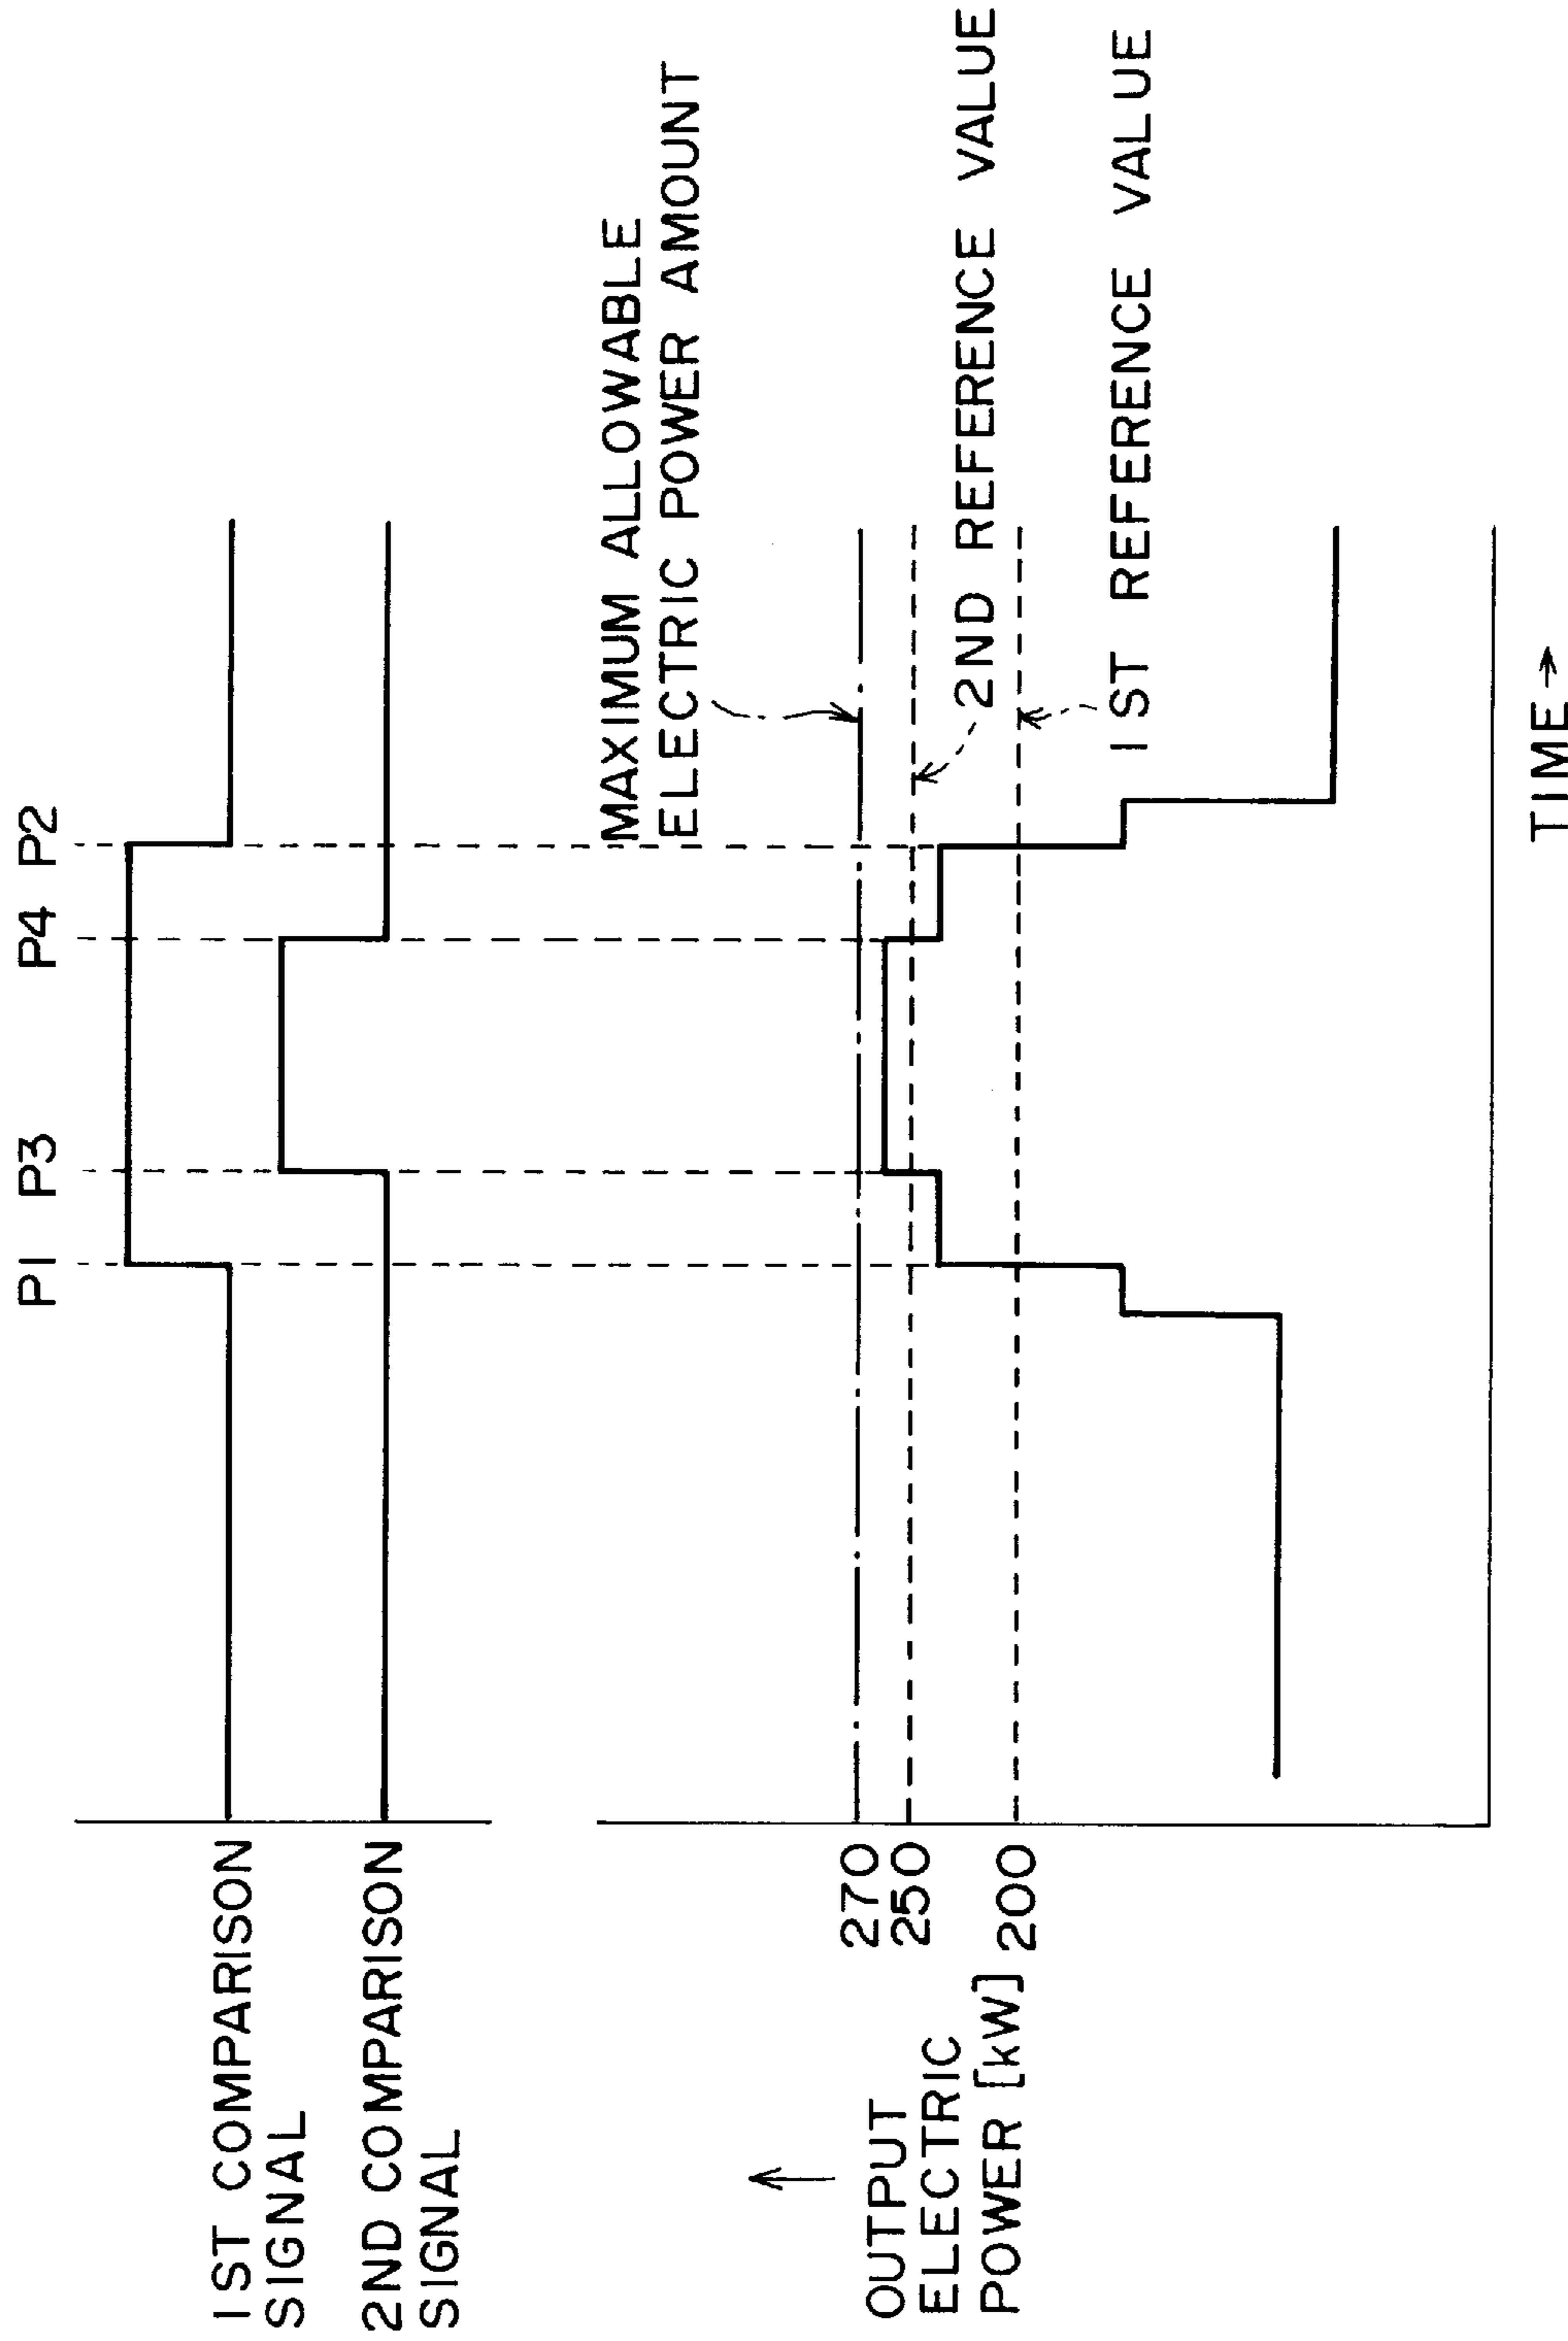 P1 P3 P4 P2
1ST COMPARISON
SIGNAL
2ND COMPARISON
SIGNAL
MAXIMUM ALLOWABLE
ELECTRIC POWER AMOUNT
270
250
200
OUTPUT
ELECTRIC
POWER [kW]
2ND REFERENCE VALUE
1ST REFERENCE VALUE
TIME →